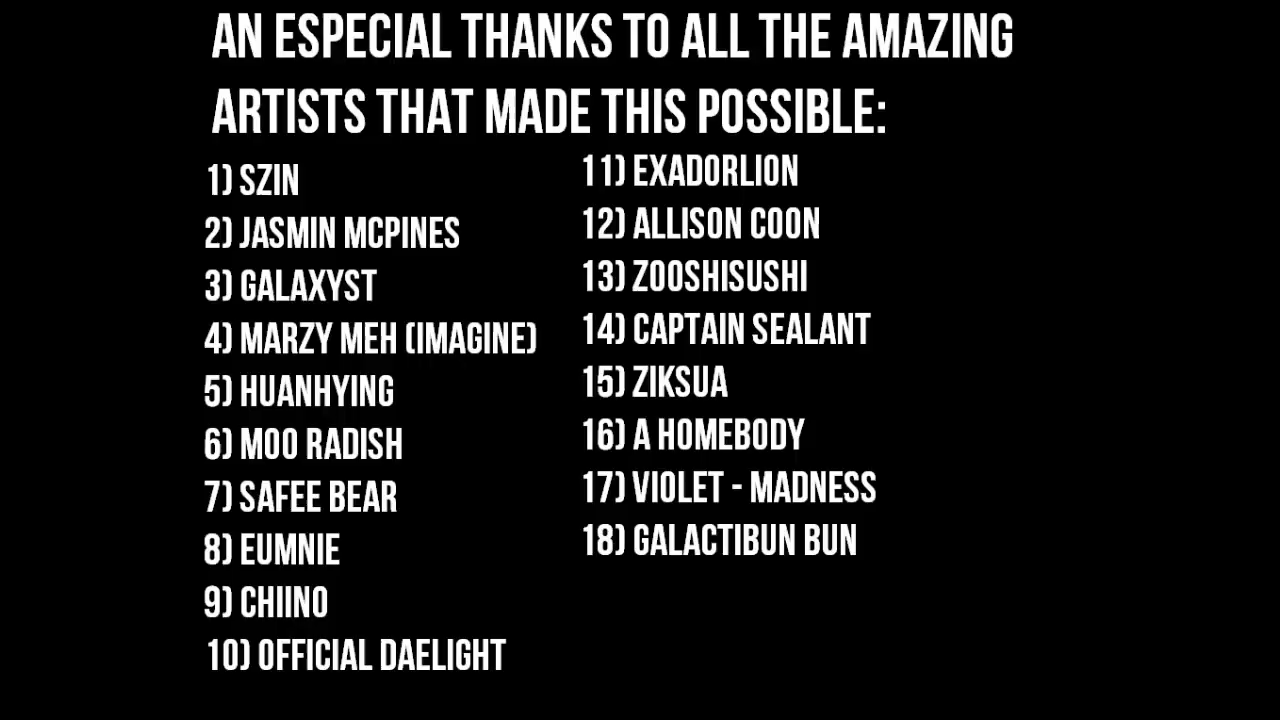 AN ESPECIAL THANKS TO ALL THE AMAZING
ARTISTS THAT MADE THIS POSSIBLE:
1) SZIN
2) JASMIN MCPINES
3) GALAXYST
4) MARZY MEH (IMAGINE)
5) HUANHYING
6) MOO RADISH
7) SAFEE BEAR
8) EUMNIE
9) CHIINO
10) OFFICIAL DAELIGHT
11) EXADORLION
12) ALLISON COON
13) ZOOSHISUSHI
14) CAPTAIN SEALANT
15) ZIKSUA
16) A HOMEBODY
17) VIOLET - MADNESS
18) GALACTIBUN BUN